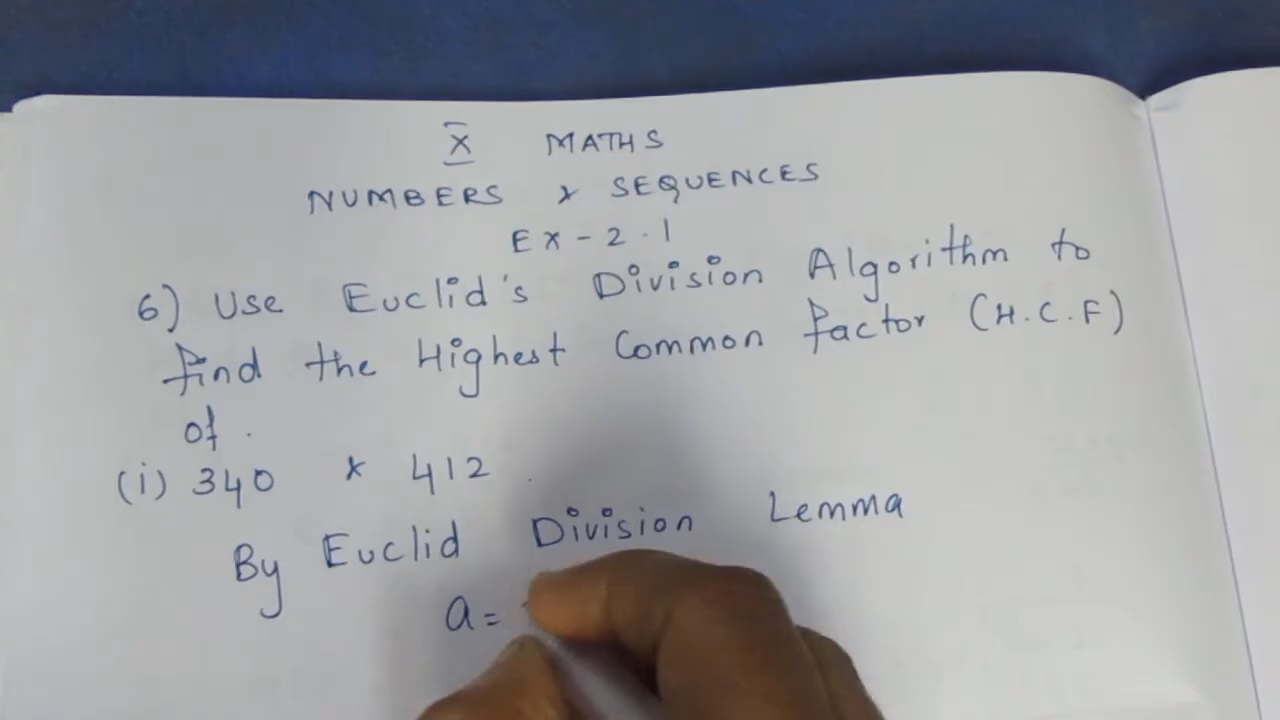 X MATHS
NUMBERS & SEQUENCES
EX-2.1
6) Use Euclid's Division Algorithm to
find the Highest Common factor (H.C.F)
of.
(i) 340 & 412.
By Euclid Division Lemma
a =